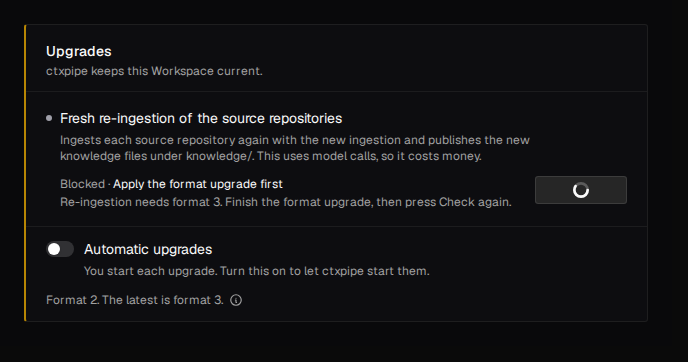 Upgrades
ctxpipe keeps this Workspace current.
Fresh re-ingestion of the source repositories
Ingests each source repository again with the new ingestion and publishes the new
knowledge files under knowledge/. This uses model calls, so it costs money.
Blocked · Apply the format upgrade first
Re-ingestion needs format 3. Finish the format upgrade, then press Check again.
Automatic upgrades
You start each upgrade. Turn this on to let ctxpipe start them.
Format 2. The latest is format 3.